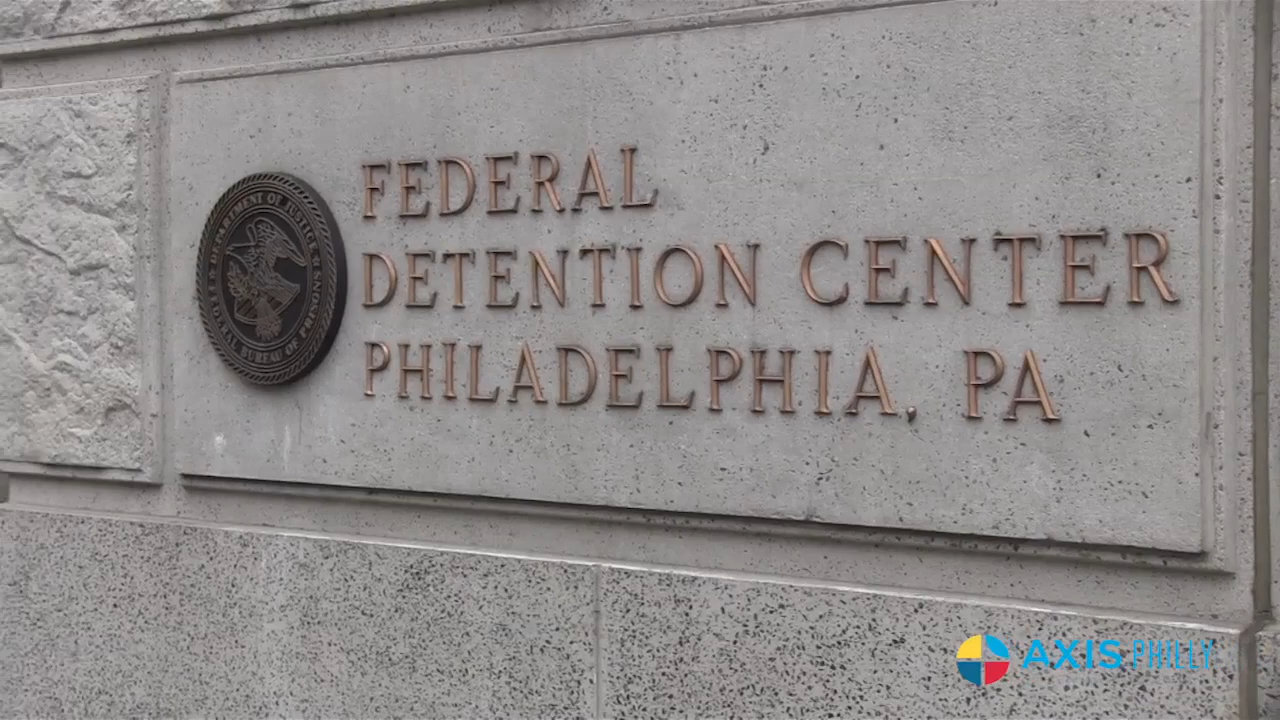 FEDERAL
DETENTION CENTER
PHILADELPHIA, PA
DEPARTMENT OF JUSTICE
FEDERAL BUREAU OF PRISONS
AXIS PHILLY